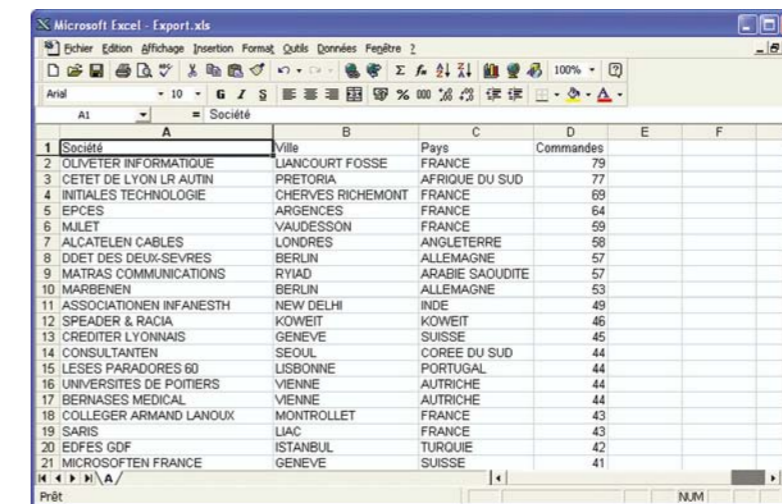 Microsoft Excel - Export.xls
Fichier Edition Affichage Insertion Format Outils Données Fenêtre ?
100%
Arial 10 G I S % 000
A1 = Société
A B C D E F
1 Société Ville Pays Commandes
2 OLIVETER INFORMATIQUE LIANCOURT FOSSE FRANCE 79
3 CETET DE LYON LR AUTIN PRETORIA AFRIQUE DU SUD 77
4 INITIALES TECHNOLOGIE CHERVES RICHEMONT FRANCE 69
5 EPCES ARGENCES FRANCE 64
6 MJLET VAUDESSON FRANCE 59
7 ALCATELEN CABLES LONDRES ANGLETERRE 58
8 DDET DES DEUX-SEVRES BERLIN ALLEMAGNE 57
9 MATRAS COMMUNICATIONS RYIAD ARABIE SAOUDITE 57
10 MARBENEN BERLIN ALLEMAGNE 53
11 ASSOCIATIONEN INFANESTH NEW DELHI INDE 49
12 SPEADER & RACIA KOWEIT KOWEIT 46
13 CREDITER LYONNAIS GENEVE SUISSE 45
14 CONSULTANTEN SEOUL COREE DU SUD 44
15 LESES PARADORES 60 LISBONNE PORTUGAL 44
16 UNIVERSITES DE POITIERS VIENNE AUTRICHE 44
17 BERNASES MEDICAL VIENNE AUTRICHE 44
18 COLLEGER ARMAND LANOUX MONTROLLET FRANCE 43
19 SARIS LIAC FRANCE 43
20 EDFES GDF ISTANBUL TURQUIE 42
21 MICROSOFTEN FRANCE GENEVE SUISSE 41
A
Prêt NUM